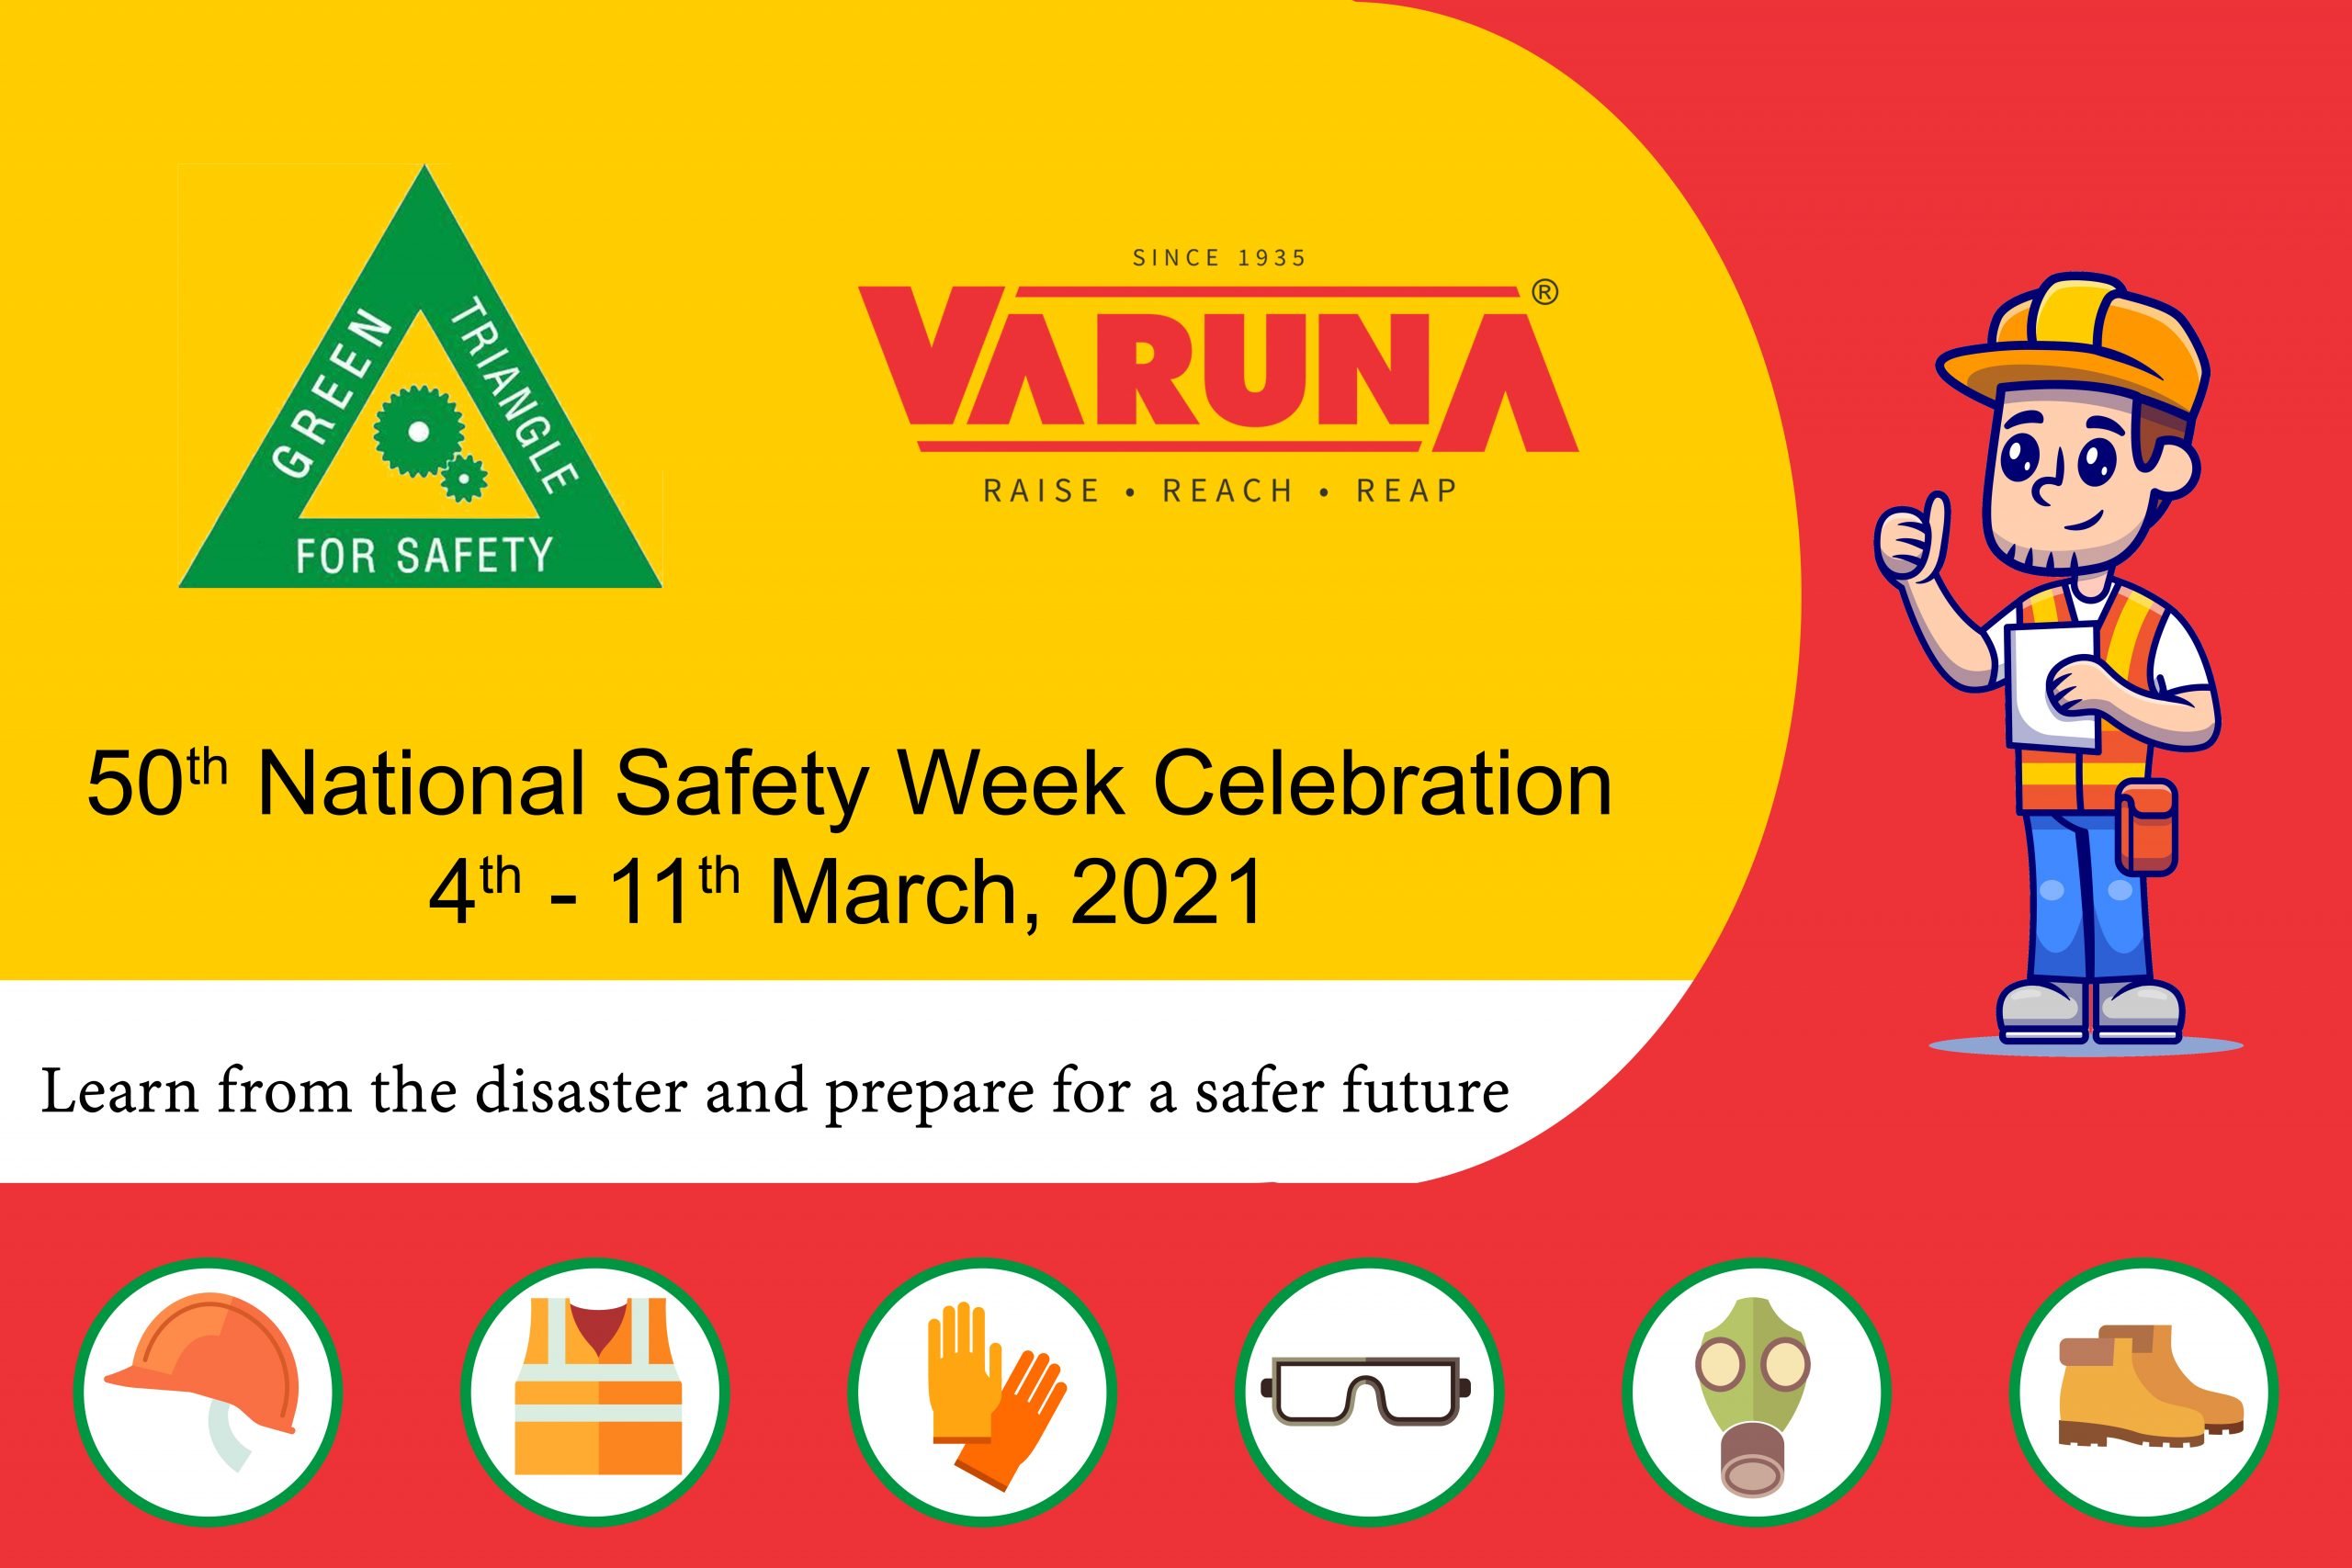 GREEN
TRIANGLE
FOR SAFETY
SINCE 1935
VARUNA®
RAISE • REACH • REAP
50th National Safety Week Celebration
4th - 11th March, 2021
Learn from the disaster and prepare for a safer future